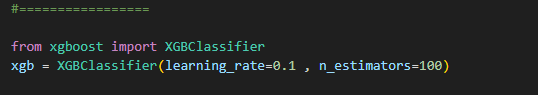 #=================
from xgboost import XGBClassifier
xgb = XGBClassifier(learning_rate=0.1 , n_estimators=100)